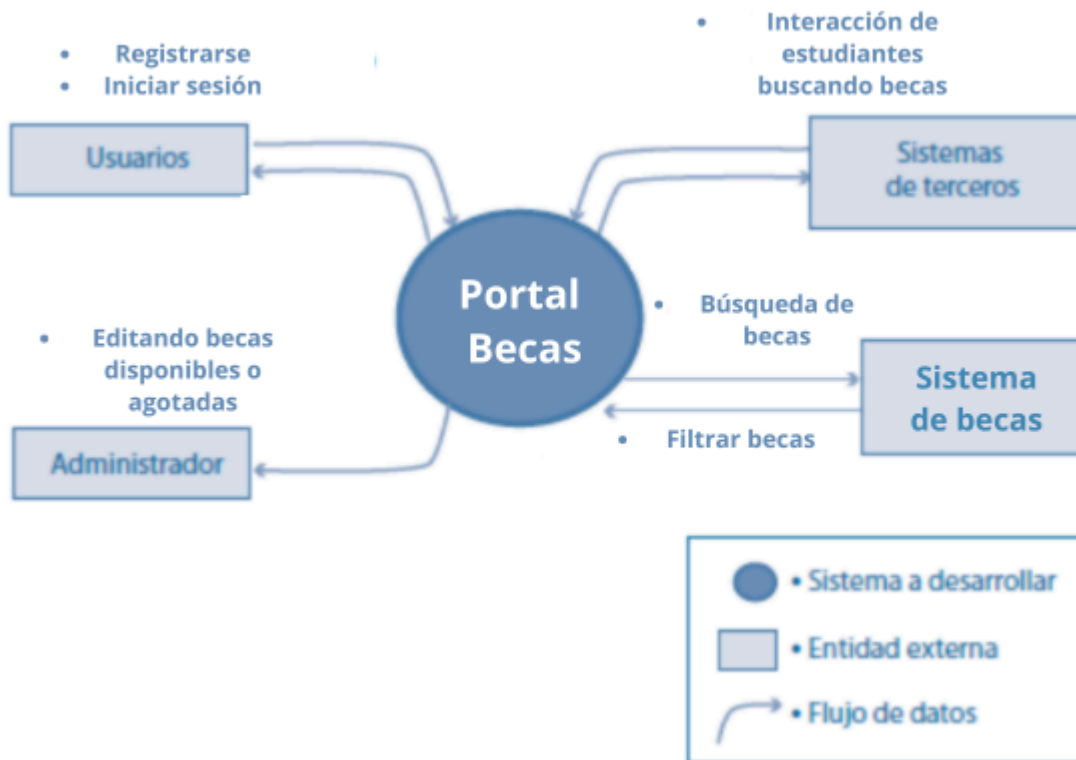 • Registrarse
• Iniciar sesión
Usuarios
• Interacción de
estudiantes
buscando becas
Sistemas
de terceros
Portal
Becas
• Editando becas
disponibles o
agotadas
Administrador
• Búsqueda de
becas
Sistema
de becas
• Filtrar becas
• Sistema a desarrollar
• Entidad externa
• Flujo de datos